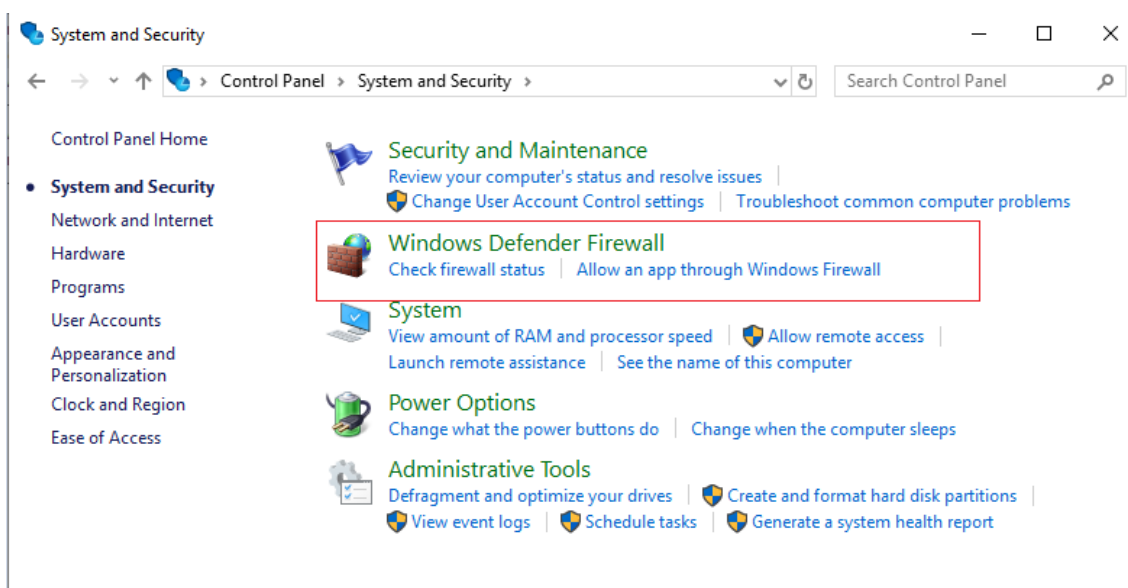 System and Security
Control Panel > System and Security >
Search Control Panel
Control Panel Home
System and Security
Network and Internet
Hardware
Programs
User Accounts
Appearance and
Personalization
Clock and Region
Ease of Access
Security and Maintenance
Review your computer's status and resolve issues
Change User Account Control settings
Troubleshoot common computer problems
Windows Defender Firewall
Check firewall status
Allow an app through Windows Firewall
System
View amount of RAM and processor speed
Allow remote access
Launch remote assistance
See the name of this computer
Power Options
Change what the power buttons do
Change when the computer sleeps
Administrative Tools
Defragment and optimize your drives
Create and format hard disk partitions
View event logs
Schedule tasks
Generate a system health report